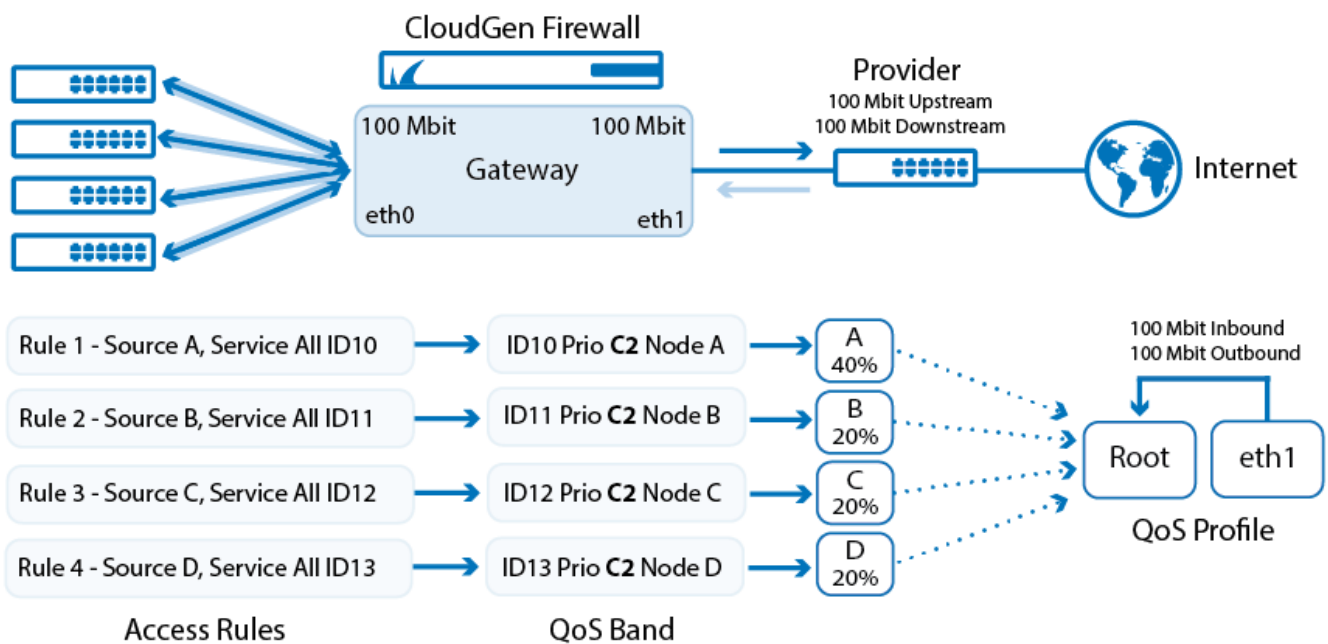 CloudGen Firewall
Provider
100 Mbit Upstream
100 Mbit Downstream
100 Mbit
100 Mbit
Gateway
eth0
eth1
Internet
Rule 1 - Source A, Service All ID10
ID10 Prio C2 Node A
A
40%
Rule 2 - Source B, Service All ID11
ID11 Prio C2 Node B
B
20%
Rule 3 - Source C, Service All ID12
ID12 Prio C2 Node C
C
20%
Rule 4 - Source D, Service All ID13
ID13 Prio C2 Node D
D
20%
100 Mbit Inbound
100 Mbit Outbound
Root
eth1
QoS Profile
Access Rules
QoS Band